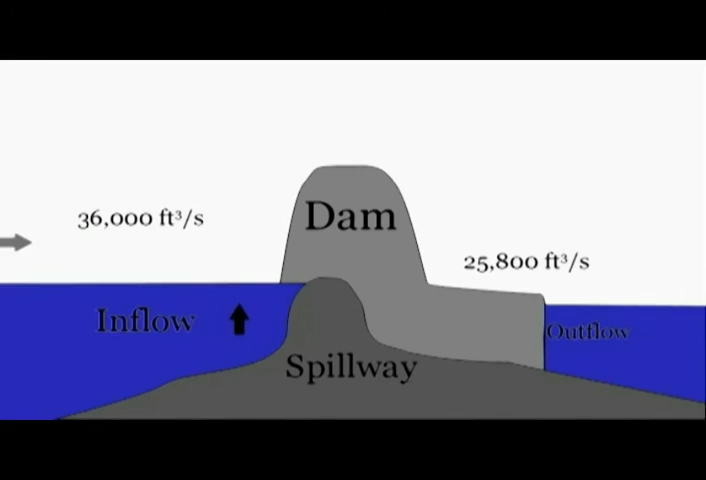 Dam
36,000 ft³/s
25,800 ft³/s
Inflow
Outflow
Spillway